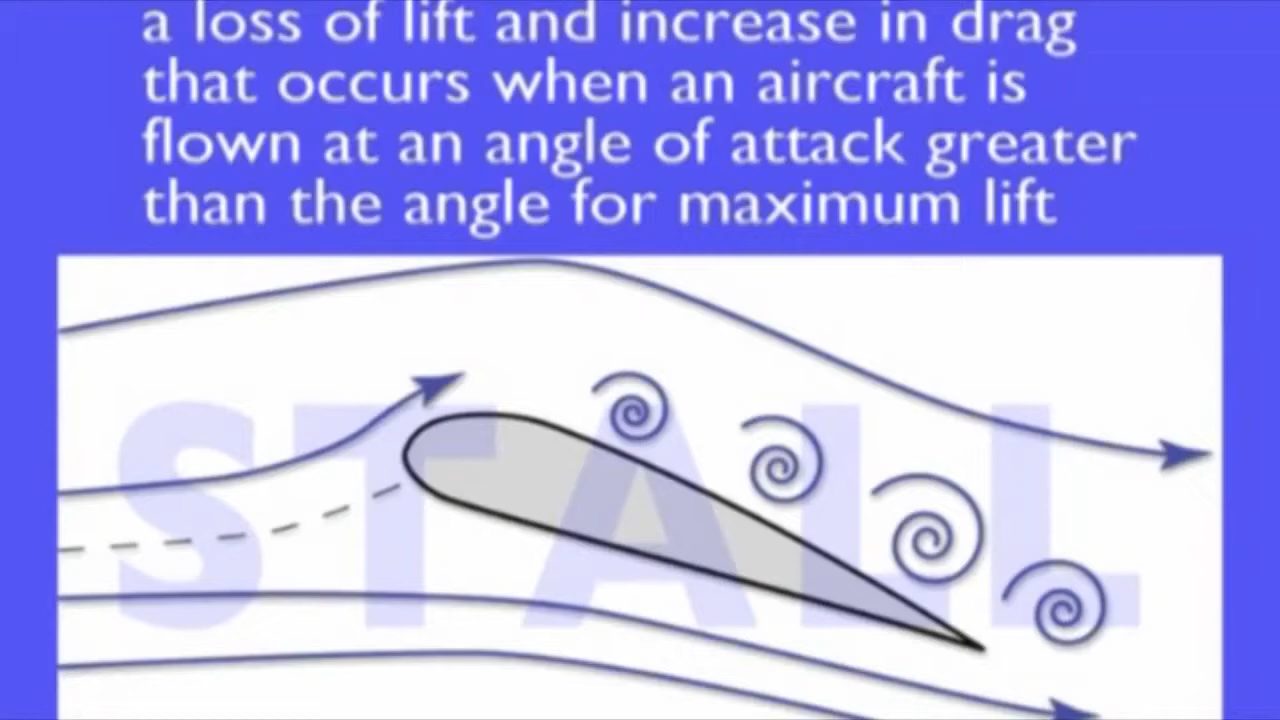 a loss of lift and increase in drag
that occurs when an aircraft is
flown at an angle of attack greater
than the angle for maximum lift
STALL